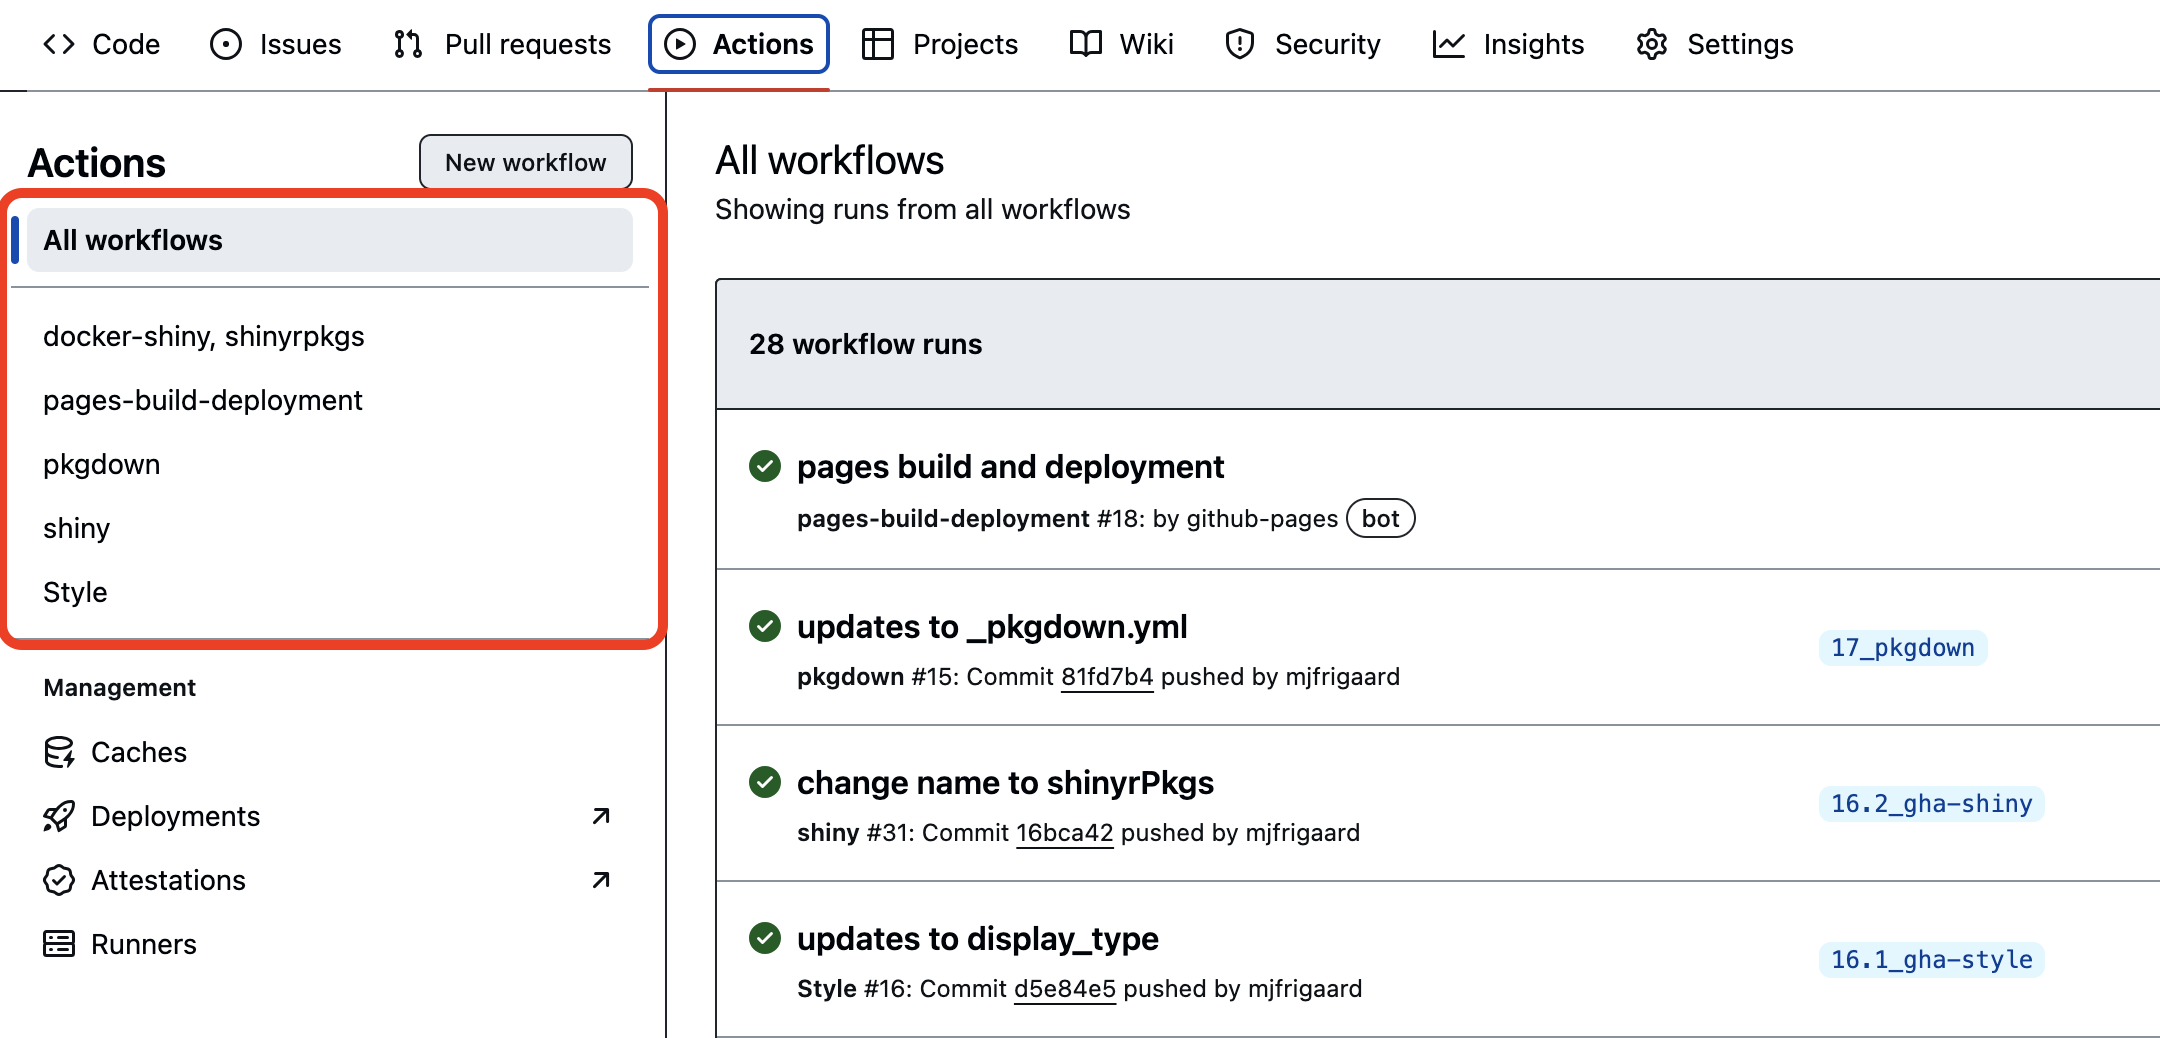 Code Issues Pull requests Actions Projects Wiki Security Insights Settings
Actions
New workflow
All workflows
docker-shiny, shinyrpkgs
pages-build-deployment
pkgdown
shiny
Style
Management
Caches
Deployments
Attestations
Runners
All workflows
Showing runs from all workflows
28 workflow runs
pages build and deployment
pages-build-deployment #18: by github-pages bot
updates to _pkgdown.yml
pkgdown #15: Commit 81fd7b4 pushed by mjfrigaard
17_pkgdown
change name to shinyrPkgs
shiny #31: Commit 16bca42 pushed by mjfrigaard
16.2_gha-shiny
updates to display_type
Style #16: Commit d5e84e5 pushed by mjfrigaard
16.1_gha-style